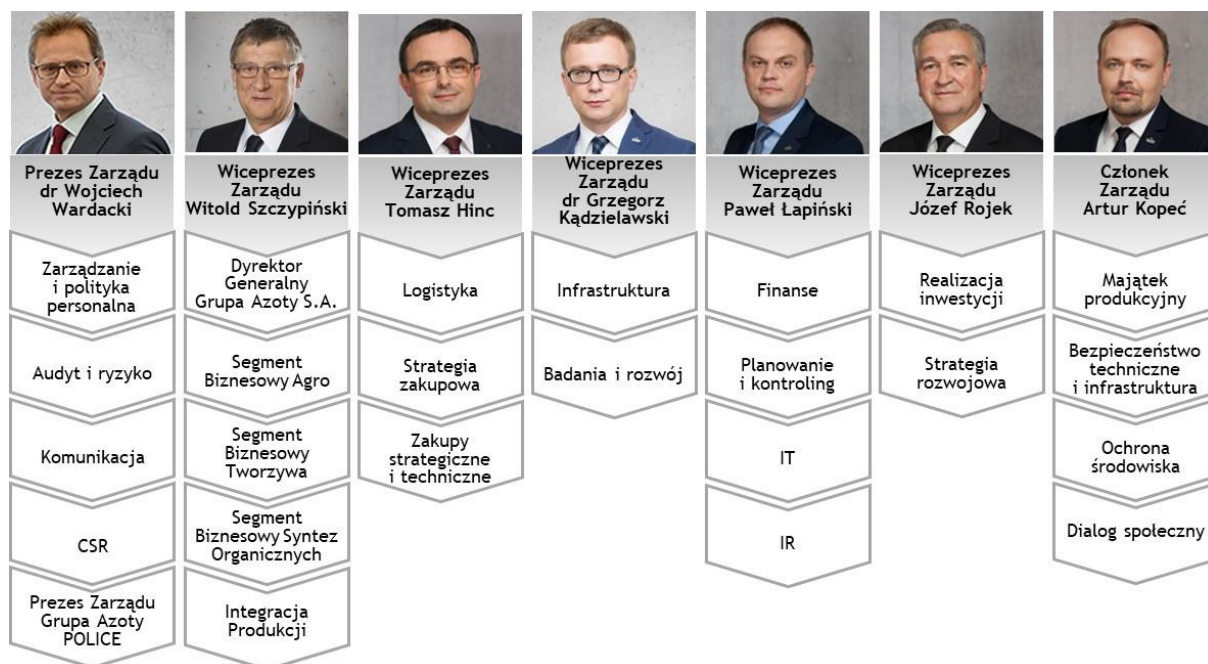 Prezes Zarządu
dr Wojciech
Wardacki
Zarządzanie
i polityka
personalna
Audyt i ryzyko
Komunikacja
CSR
Prezes Zarządu
Grupa Azoty
POLICE
Wiceprezes
Zarządu
Witold Szczypiński
Dyrektor
Generalny
Grupa Azoty S.A.
Segment
Biznesowy Agro
Segment
Biznesowy
Tworzywa
Segment
Biznesowy Syntez
Organicznych
Integracja
Produkcji
Wiceprezes
Zarządu
Tomasz Hinc
Logistyka
Strategia
zakupowa
Zakupy
strategiczne
i techniczne
Wiceprezes
Zarządu
dr Grzegorz
Kądzielawski
Infrastruktura
Badania i rozwój
Wiceprezes
Zarządu
Paweł Łapiński
Finanse
Planowanie
i kontroling
IT
IR
Wiceprezes
Zarządu
Józef Rojek
Realizacja
inwestycji
Strategia
rozwojowa
Członek
Zarządu
Artur Kopeć
Majątek
produkcyjny
Bezpieczeństwo
techniczne
i infrastruktura
Ochrona
środowiska
Dialog społeczny